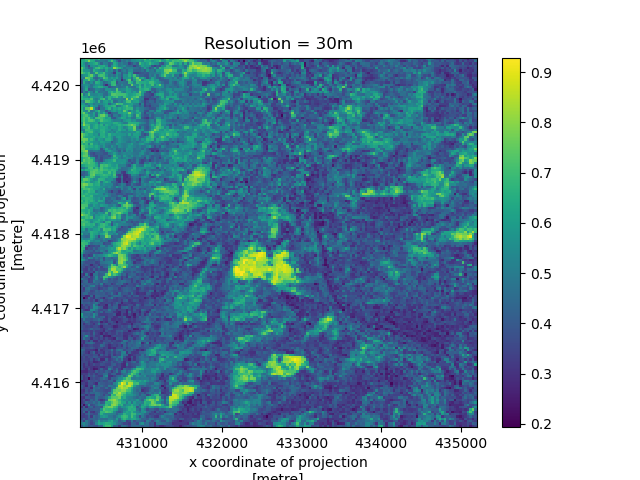 Resolution = 30m
1e6
4.420
4.419
4.418
4.417
4.416
y coordinate of projection
[metre]
431000 432000 433000 434000 435000
x coordinate of projection
[metre]
0.9
0.8
0.7
0.6
0.5
0.4
0.3
0.2